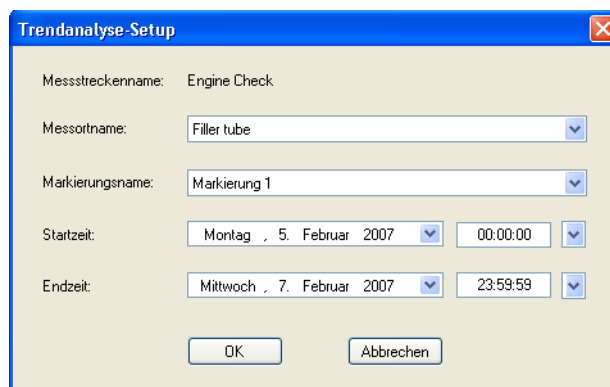 Trendanalyse-Setup
Messstreckenname: Engine Check
Messortname: Filler tube
Markierungsname: Markierung 1
Startzeit: Montag , 5. Februar 2007 00:00:00
Endzeit: Mittwoch , 7. Februar 2007 23:59:59
OK Abbrechen